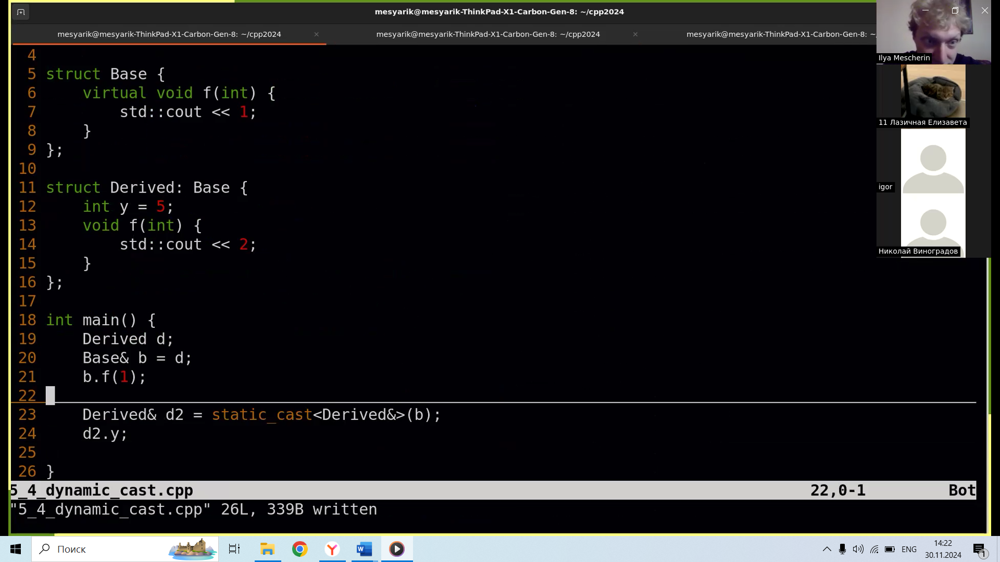 mesyarik@mesyarik-ThinkPad-X1-Carbon-Gen-8: ~/cpp2024
mesyarik@mesyarik-ThinkPad-X1-Carbon-Gen-8: ~/cpp2024
mesyarik@mesyarik-ThinkPad-X1-Carbon-Gen-8: ~/cpp2024
mesyarik@mesyarik-ThinkPad-X1-Carbon-Gen-8: ~/
Ilya Mescherin
11 Лазичная Елизавета
igor
Николай Виноградов
4
5 struct Base {
6     virtual void f(int) {
7         std::cout << 1;
8     }
9 };
10
11 struct Derived: Base {
12     int y = 5;
13     void f(int) {
14         std::cout << 2;
15     }
16 };
17
18 int main() {
19     Derived d;
20     Base& b = d;
21     b.f(1);
22
23     Derived& d2 = static_cast<Derived&>(b);
24     d2.y;
25
26 }
5_4_dynamic_cast.cpp 22,0-1 Bot
"5_4_dynamic_cast.cpp" 26L, 339B written
Поиск
ENG
14:22
30.11.2024
1